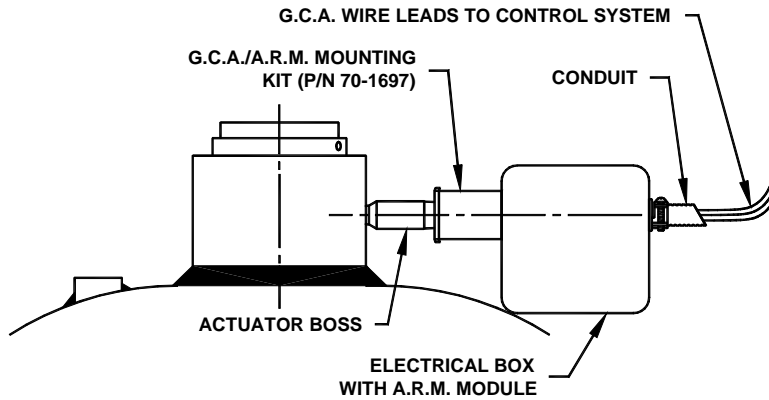 G.C.A. WIRE LEADS TO CONTROL SYSTEM
G.C.A./A.R.M. MOUNTING
KIT (P/N 70-1697)
CONDUIT
ACTUATOR BOSS
ELECTRICAL BOX
WITH A.R.M. MODULE